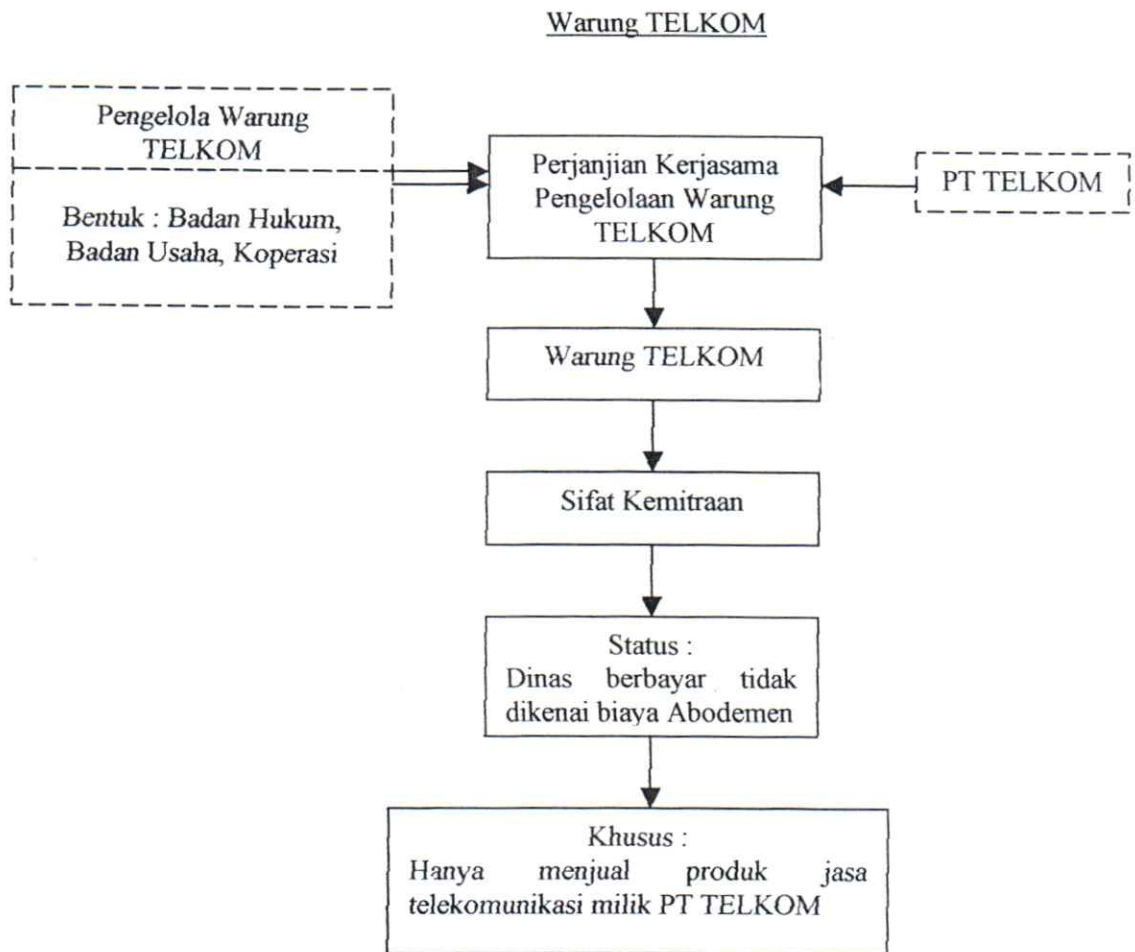 Warung TELKOM
Pengelola Warung
TELKOM
Bentuk : Badan Hukum,
Badan Usaha, Koperasi
Perjanjian Kerjasama
Pengelolaan Warung
TELKOM
PT TELKOM
Warung TELKOM
Sifat Kemitraan
Status :
Dinas berbayar tidak
dikenai biaya Abodemen
Khusus :
Hanya menjual produk jasa
telekomunikasi milik PT TELKOM